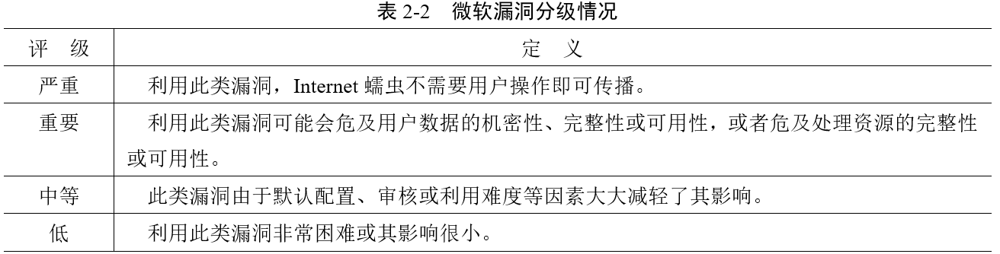 表 2-2 微软漏洞分级情况
评 级 定 义
严重 利用此类漏洞，Internet 蠕虫不需要用户操作即可传播。
重要 利用此类漏洞可能会危及用户数据的机密性、完整性或可用性，或者危及处理资源的完整性
或可用性。
中等 此类漏洞由于默认配置、审核或利用难度等因素大大减轻了其影响。
低 利用此类漏洞非常困难或其影响很小。